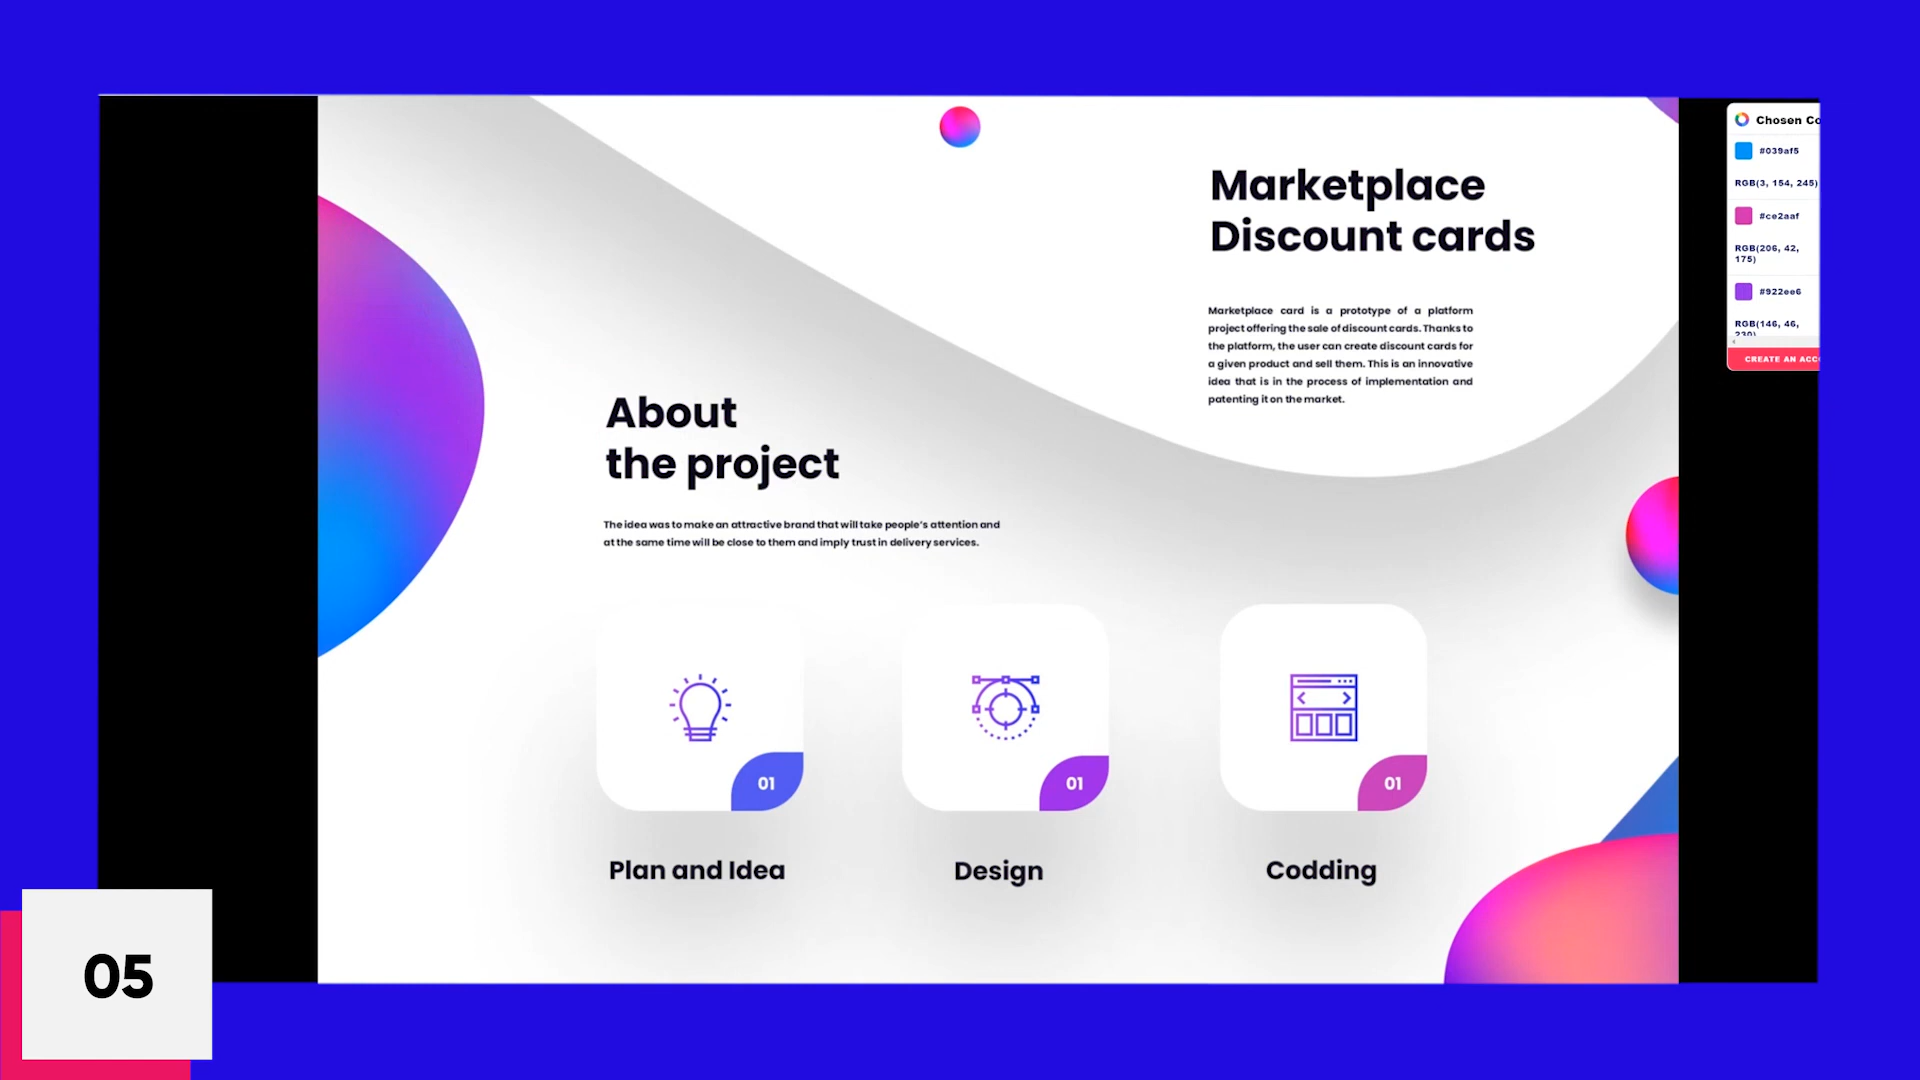 Marketplace
Discount cards
Marketplace card is a prototype of a platform
project offering the sale of discount cards. Thanks to
the platform, the user can create discount cards for
a given product and sell them. This is an innovative
idea that is in the process of implementation and
patenting it on the market.
About
the project
The idea was to make an attractive brand that will take people's attention and
at the same time will be close to them and imply trust in delivery services.
01
01
01
Plan and Idea
Design
Codding
Chosen Co
#039af5
RGB(3, 154, 245)
#ce2aaf
RGB(206, 42,
175)
#922ee6
RGB(146, 46,
230)
CREATE AN ACC
05